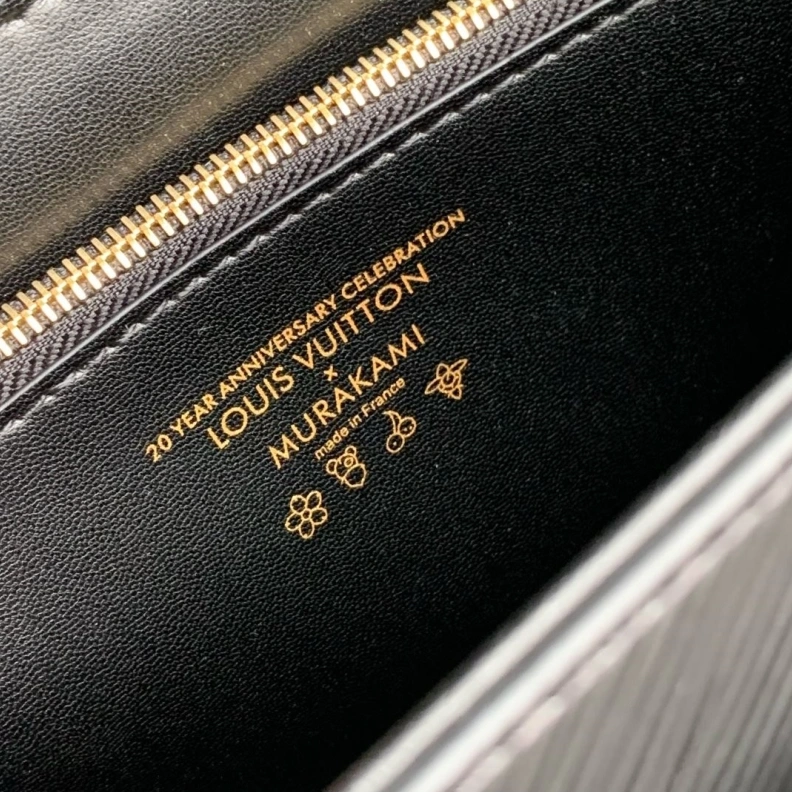 20 YEAR ANNIVERSARY CELEBRATION
LOUIS VUITTON
×
MURAKAMI
made in France